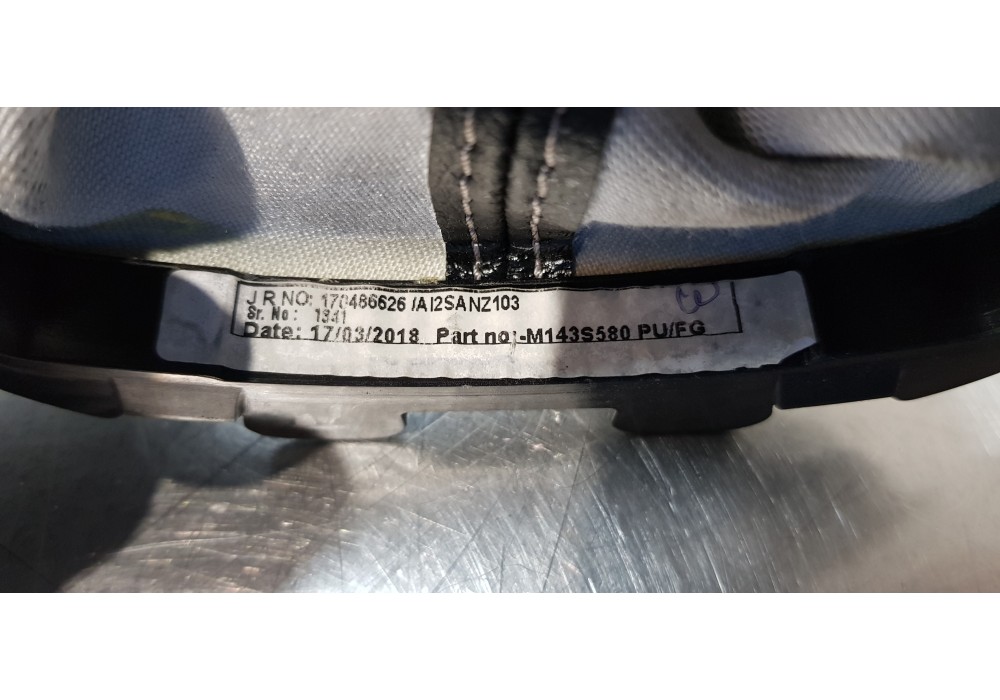 J R NO: 170486626 /AI2SANZ103
Sr. No: 1341
Date: 17/03/2018 Part no:-M143S580 PU/FG